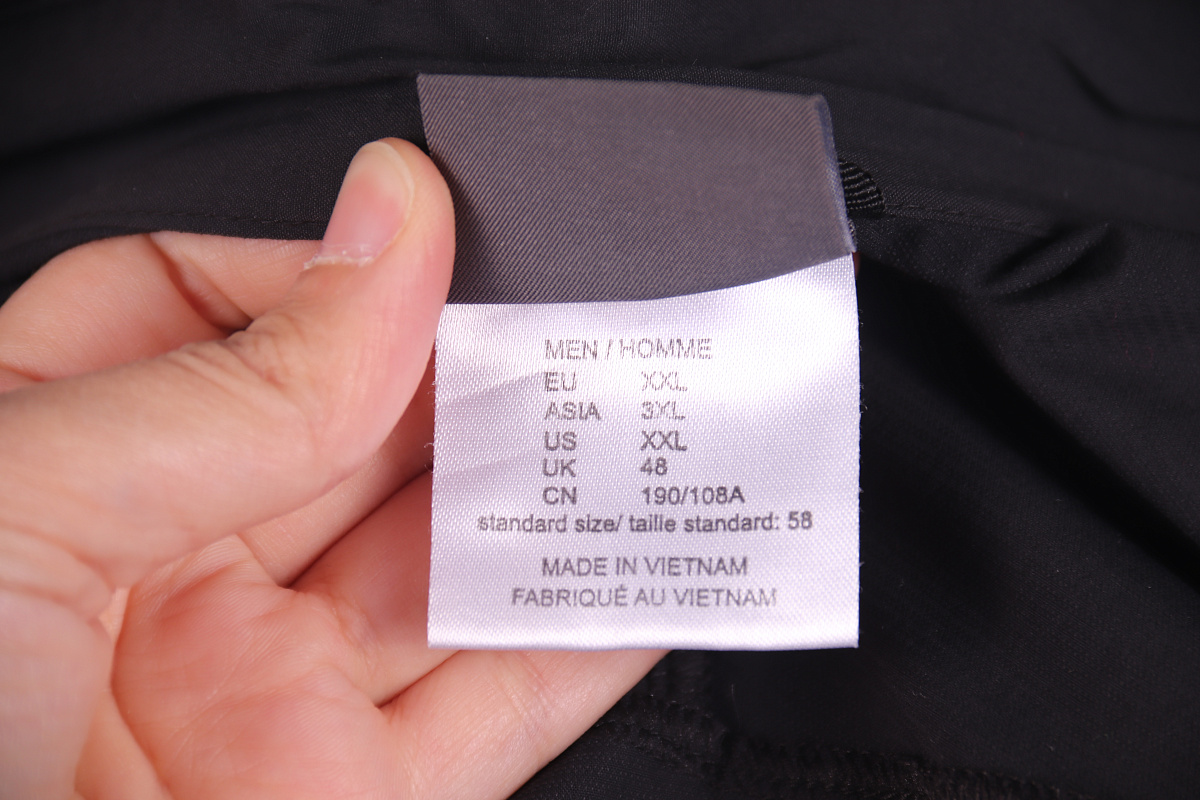 MEN / HOMME
EU XXL
ASIA 3XL
US XXL
UK 48
CN 190/108A
standard size/ taille standard: 58
MADE IN VIETNAM
FABRIQUÉ AU VIETNAM